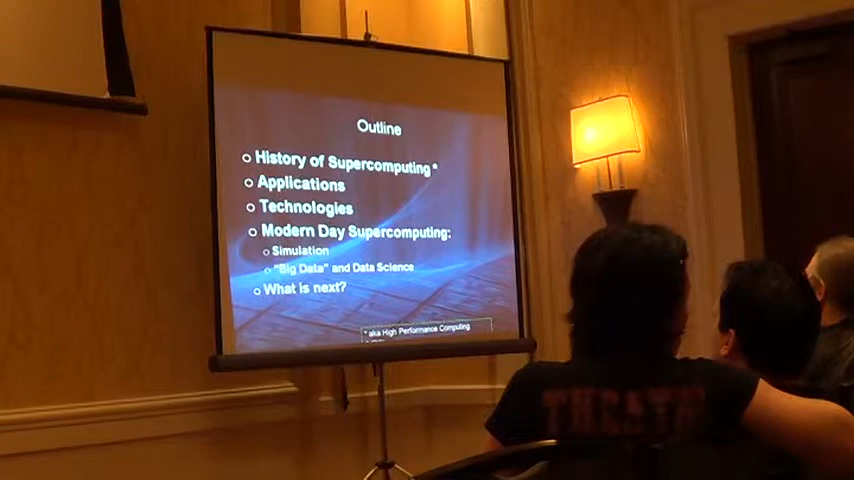 Outline
History of Supercomputing*
Applications
Technologies
Modern Day Supercomputing:
Simulation
"Big Data" and Data Science
What is next?
* aka High Performance Computing